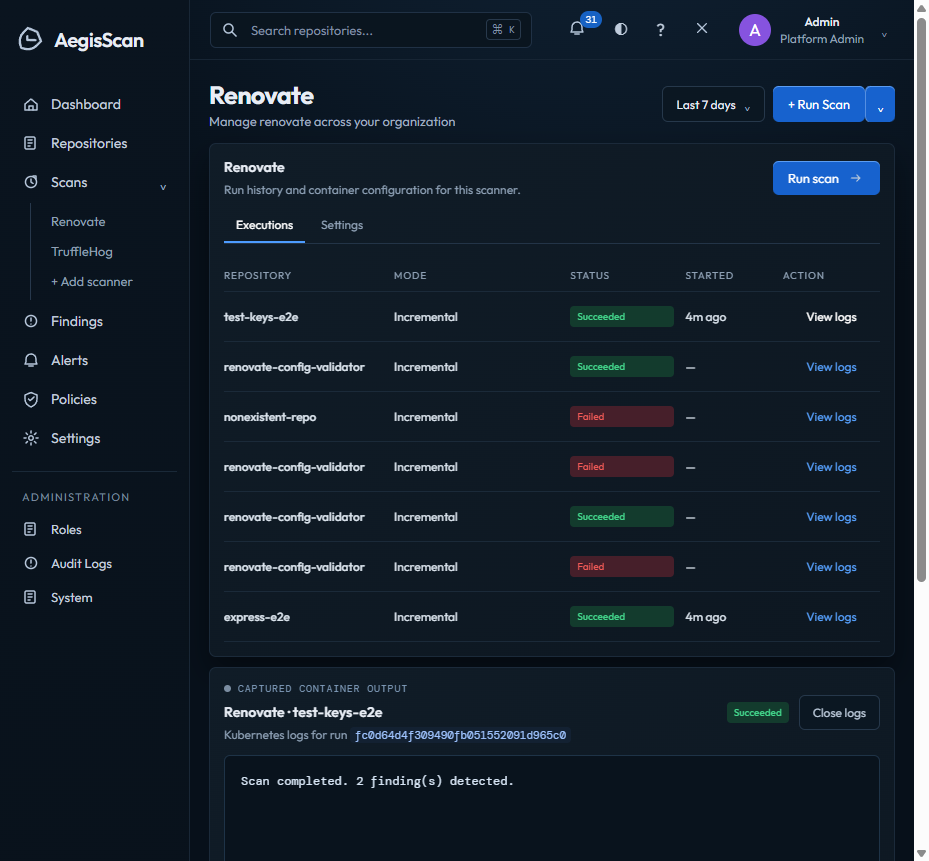 AegisScan
Search repositories...
⌘ K
31
?
A
Admin
Platform Admin
Dashboard
Repositories
Scans
Renovate
TruffleHog
+ Add scanner
Findings
Alerts
Policies
Settings
ADMINISTRATION
Roles
Audit Logs
System
Renovate
Manage renovate across your organization
Last 7 days
+ Run Scan
Renovate
Run history and container configuration for this scanner.
Run scan →
Executions Settings
REPOSITORY MODE STATUS STARTED ACTION
test-keys-e2e Incremental Succeeded 4m ago View logs
renovate-config-validator Incremental Succeeded — View logs
nonexistent-repo Incremental Failed — View logs
renovate-config-validator Incremental Failed — View logs
renovate-config-validator Incremental Succeeded — View logs
renovate-config-validator Incremental Failed — View logs
express-e2e Incremental Succeeded 4m ago View logs
CAPTURED CONTAINER OUTPUT
Renovate · test-keys-e2e
Succeeded
Close logs
Kubernetes logs for run fc0d64d4f309490fb051552091d965c0
Scan completed. 2 finding(s) detected.